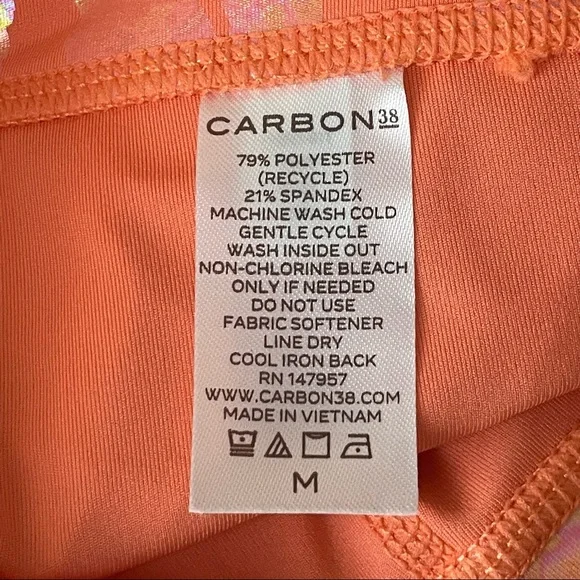 CARBON38
79% POLYESTER
(RECYCLE)
21% SPANDEX
MACHINE WASH COLD
GENTLE CYCLE
WASH INSIDE OUT
NON-CHLORINE BLEACH
ONLY IF NEEDED
DO NOT USE
FABRIC SOFTENER
LINE DRY
COOL IRON BACK
RN 147957
WWW.CARBON38.COM
MADE IN VIETNAM
M